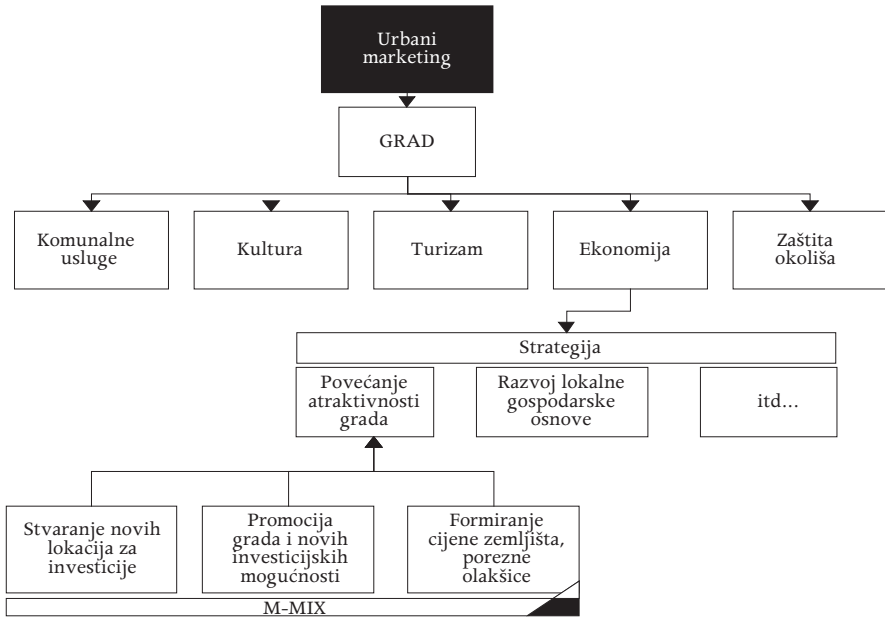 Urbani
marketing
GRAD
Komunalne
usluge
Kultura
Turizam
Ekonomija
Zaštita
okoliša
Strategija
Povećanje
atraktivnosti
grada
Razvoj lokalne
gospodarske
osnove
itd...
Stvaranje novih
lokacija za
investicije
Promocija
grada i novih
investicijskih
mogućnosti
Formiranje
cijene zemljišta,
porezne
olakšice
M-MIX